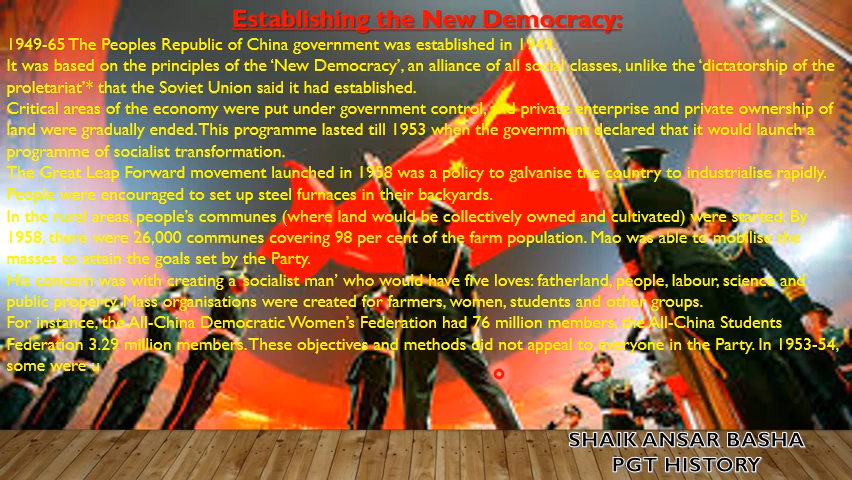 Establishing the New Democracy:
1949-65 The Peoples Republic of China government was established in 1949.
It was based on the principles of the ‘New Democracy’, an alliance of all social classes, unlike the ‘dictatorship of the
proletariat’* that the Soviet Union said it had established.
Critical areas of the economy were put under government control, and private enterprise and private ownership of
land were gradually ended. This programme lasted till 1953 when the government declared that it would launch a
programme of socialist transformation.
The Great Leap Forward movement launched in 1958 was a policy to galvanise the country to industrialise rapidly.
People were encouraged to set up steel furnaces in their backyards.
In the rural areas, people’s communes (where land would be collectively owned and cultivated) were started. By
1958, there were 26,000 communes covering 98 per cent of the farm population. Mao was able to mobilise the
masses to attain the goals set by the Party.
His concern was with creating a ‘socialist man’ who would have five loves: fatherland, people, labour, science and
public property. Mass organisations were created for farmers, women, students and other groups.
For instance, the All-China Democratic Women’s Federation had 76 million members, the All-China Students
Federation 3.29 million members. These objectives and methods did not appeal to everyone in the Party. In 1953-54,
some were u
SHAIK ANSAR BASHA
PGT HISTORY